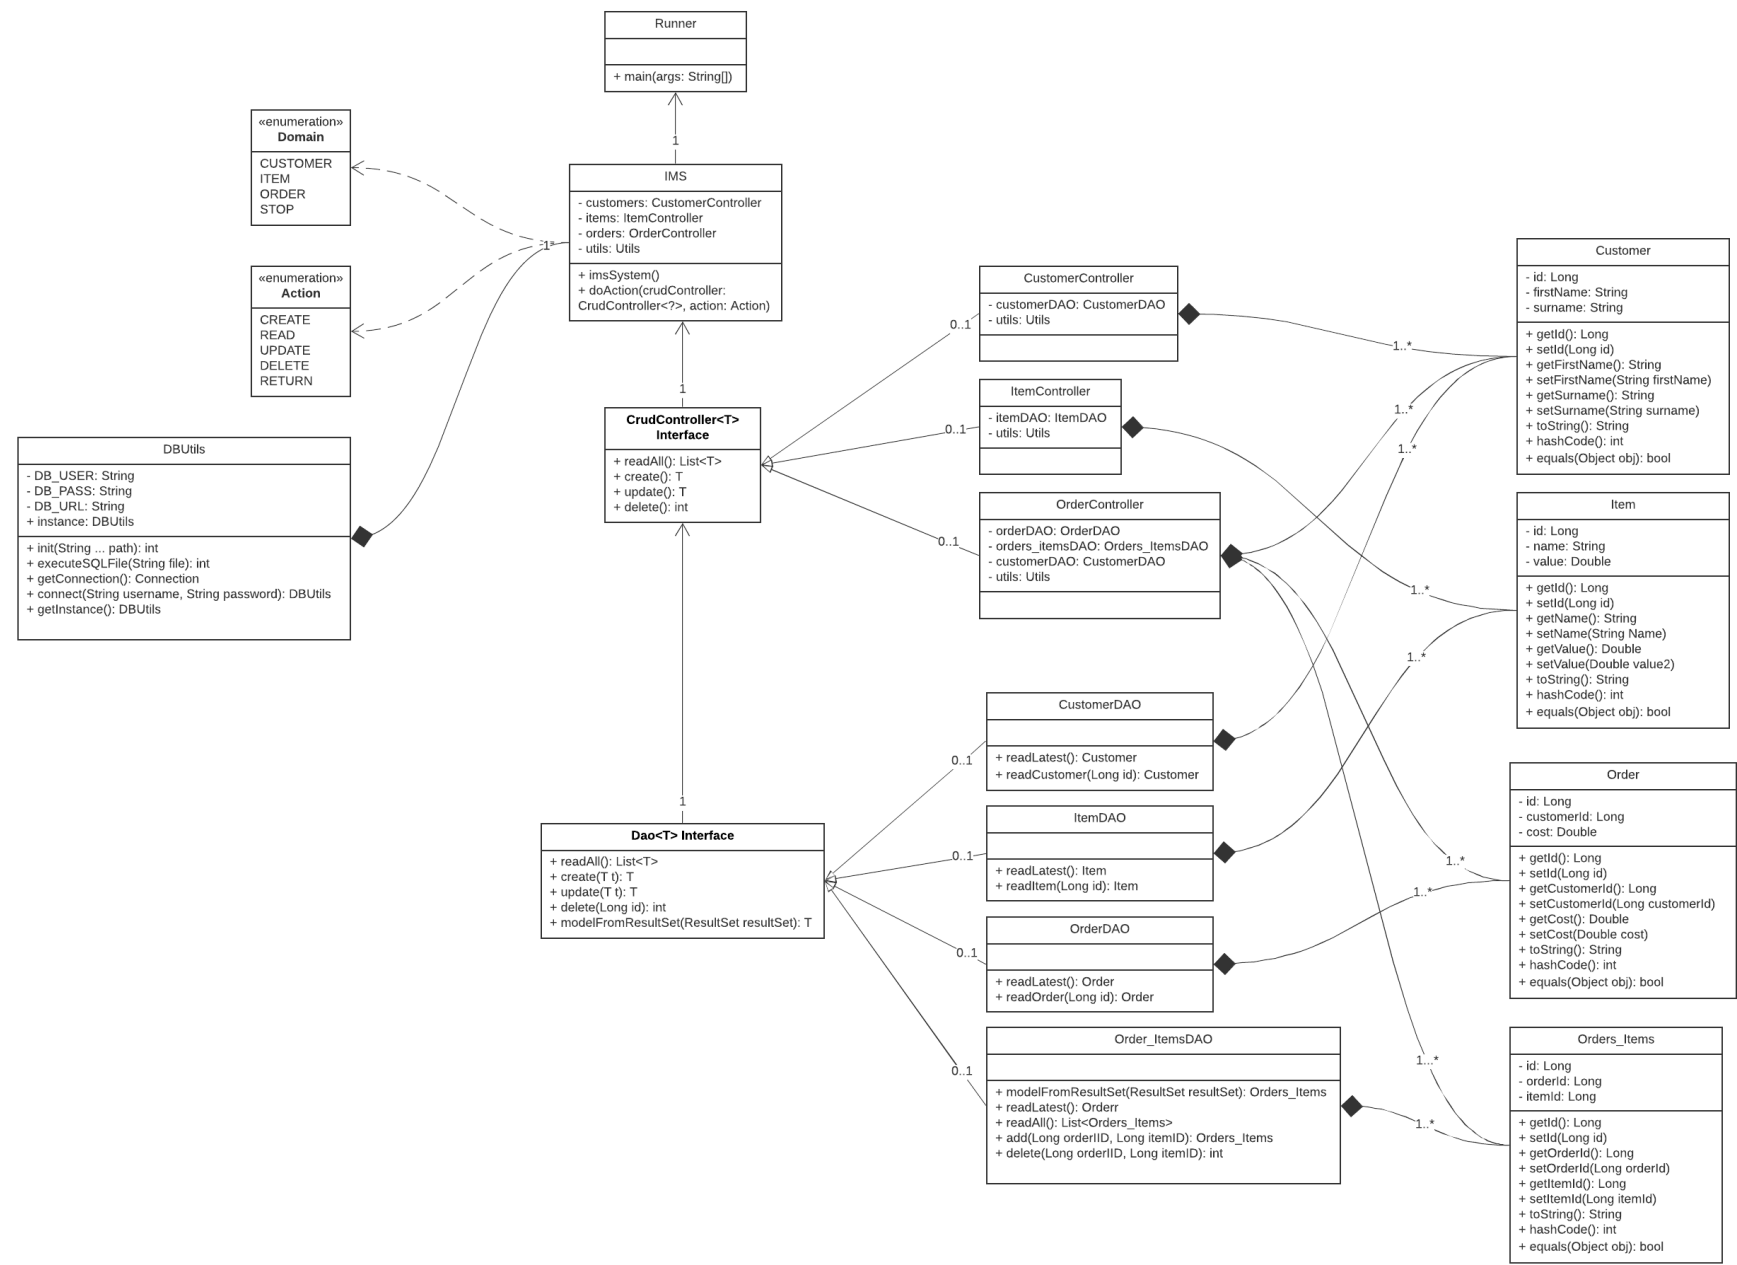 Runner
+ main(args: String[])
1
«enumeration»
Domain
CUSTOMER
ITEM
ORDER
STOP
«enumeration»
Action
CREATE
READ
UPDATE
DELETE
RETURN
IMS
- customers: CustomerController
- items: ItemController
- orders: OrderController
- utils: Utils
+ imsSystem()
+ doAction(crudController:
CrudController<?>, action: Action)
1
DBUtils
- DB_USER: String
- DB_PASS: String
- DB_URL: String
+ instance: DBUtils
+ init(String ... path): int
+ executeSQLFile(String file): int
+ getConnection(): Connection
+ connect(String username, String password): DBUtils
+ getInstance(): DBUtils
1
CrudController<T>
Interface
+ readAll(): List<T>
+ create(): T
+ update(): T
+ delete(): int
1
Dao<T> Interface
+ readAll(): List<T>
+ create(T t): T
+ update(T t): T
+ delete(Long id): int
+ modelFromResultSet(ResultSet resultSet): T
0..1
0..1
0..1
CustomerController
- customerDAO: CustomerDAO
- utils: Utils
ItemController
- itemDAO: ItemDAO
- utils: Utils
OrderController
- orderDAO: OrderDAO
- orders_itemsDAO: Orders_ItemsDAO
- customerDAO: CustomerDAO
- utils: Utils
0..1
0..1
0..1
0..1
CustomerDAO
+ readLatest(): Customer
+ readCustomer(Long id): Customer
ItemDAO
+ readLatest(): Item
+ readItem(Long id): Item
OrderDAO
+ readLatest(): Order
+ readOrder(Long id): Order
Order_ItemsDAO
+ modelFromResultSet(ResultSet resultSet): Orders_Items
+ readLatest(): Orderr
+ readAll(): List<Orders_Items>
+ add(Long orderIID, Long itemID): Orders_Items
+ delete(Long orderIID, Long itemID): int
1..*
1..*
1..*
1..*
1..*
1..*
1..*
1...*
1..*
Customer
- id: Long
- firstName: String
- surname: String
+ getId(): Long
+ setId(Long id)
+ getFirstName(): String
+ setFirstName(String firstName)
+ getSurname(): String
+ setSurname(String surname)
+ toString(): String
+ hashCode(): int
+ equals(Object obj): bool
Item
- id: Long
- name: String
- value: Double
+ getId(): Long
+ setId(Long id)
+ getName(): String
+ setName(String Name)
+ getValue(): Double
+ setValue(Double value2)
+ toString(): String
+ hashCode(): int
+ equals(Object obj): bool
Order
- id: Long
- customerId: Long
- cost: Double
+ getId(): Long
+ setId(Long id)
+ getCustomerId(): Long
+ setCustomerId(Long customerId)
+ getCost(): Double
+ setCost(Double cost)
+ toString(): String
+ hashCode(): int
+ equals(Object obj): bool
Orders_Items
- id: Long
- orderId: Long
- itemId: Long
+ getId(): Long
+ setId(Long id)
+ getOrderId(): Long
+ setOrderId(Long orderId)
+ getItemId(): Long
+ setItemId(Long itemId)
+ toString(): String
+ hashCode(): int
+ equals(Object obj): bool